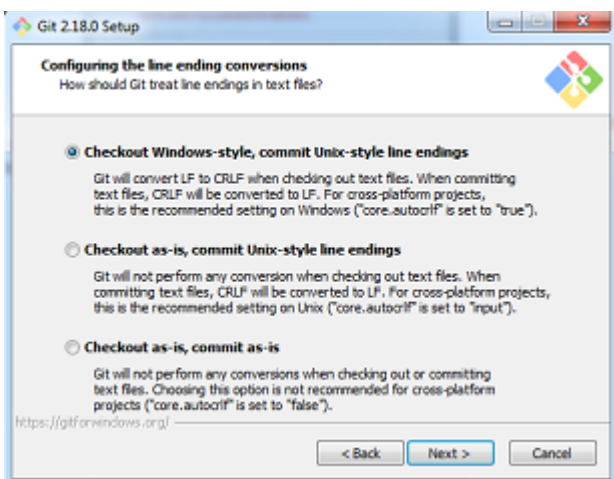 Git 2.18.0 Setup
Configuring the line ending conversions
How should Git treat line endings in text files?
Checkout Windows-style, commit Unix-style line endings
Git will convert LF to CRLF when checking out text files. When committing
text files, CRLF will be converted to LF. For cross-platform projects,
this is the recommended setting on Windows ("core.autocrlf" is set to "true").
Checkout as-is, commit Unix-style line endings
Git will not perform any conversion when checking out text files. When
committing text files, CRLF will be converted to LF. For cross-platform projects,
this is the recommended setting on Unix ("core.autocrlf" is set to "input").
Checkout as-is, commit as-is
Git will not perform any conversions when checking out or committing
text files. Choosing this option is not recommended for cross-platform
projects ("core.autocrlf" is set to "false").
https://gitforwindows.org/
< Back Next > Cancel